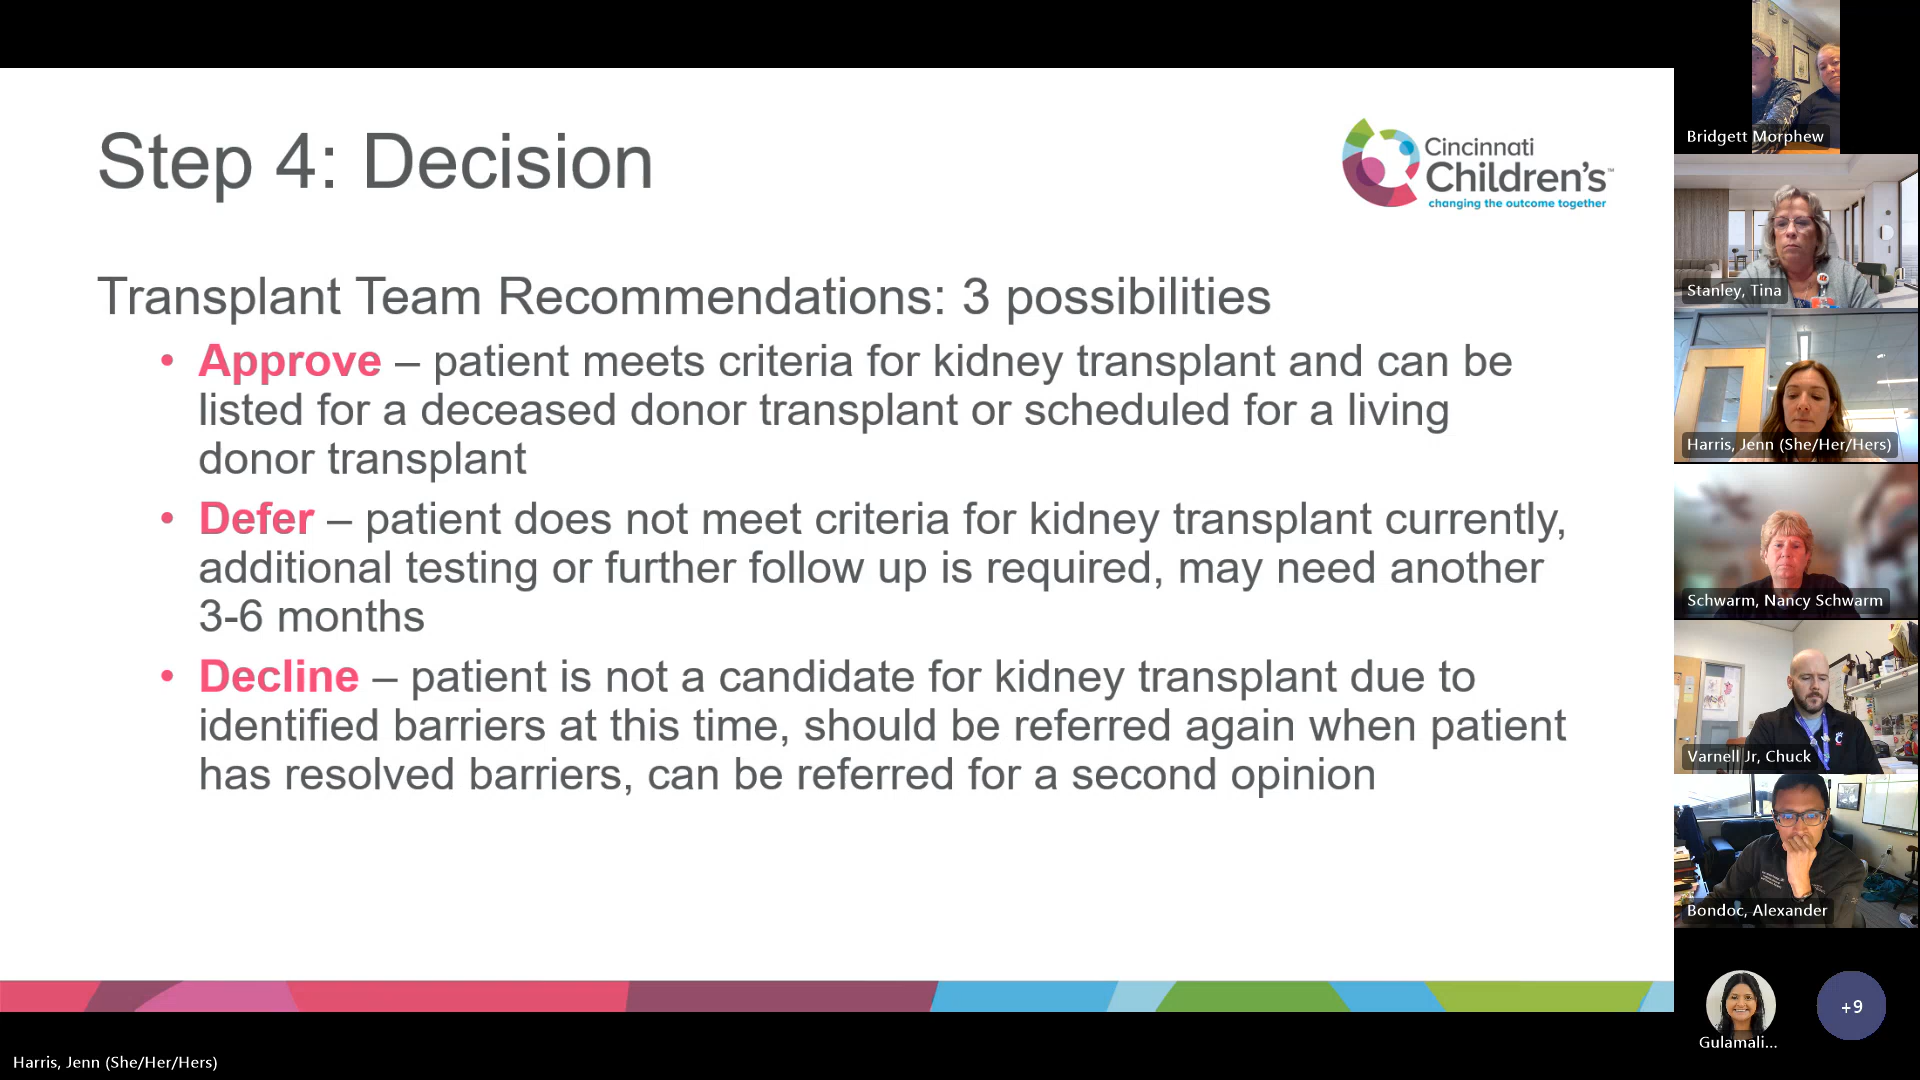 Step 4: Decision
Cincinnati
Children's™
changing the outcome together
Transplant Team Recommendations: 3 possibilities
• Approve – patient meets criteria for kidney transplant and can be
listed for a deceased donor transplant or scheduled for a living
donor transplant
• Defer – patient does not meet criteria for kidney transplant currently,
additional testing or further follow up is required, may need another
3-6 months
• Decline – patient is not a candidate for kidney transplant due to
identified barriers at this time, should be referred again when patient
has resolved barriers, can be referred for a second opinion
Bridgett Morphew
Stanley, Tina
Harris, Jenn (She/Her/Hers)
Schwarm, Nancy Schwarm
Varnell Jr, Chuck
Bondoc, Alexander
Gulamali...
+9
Harris, Jenn (She/Her/Hers)